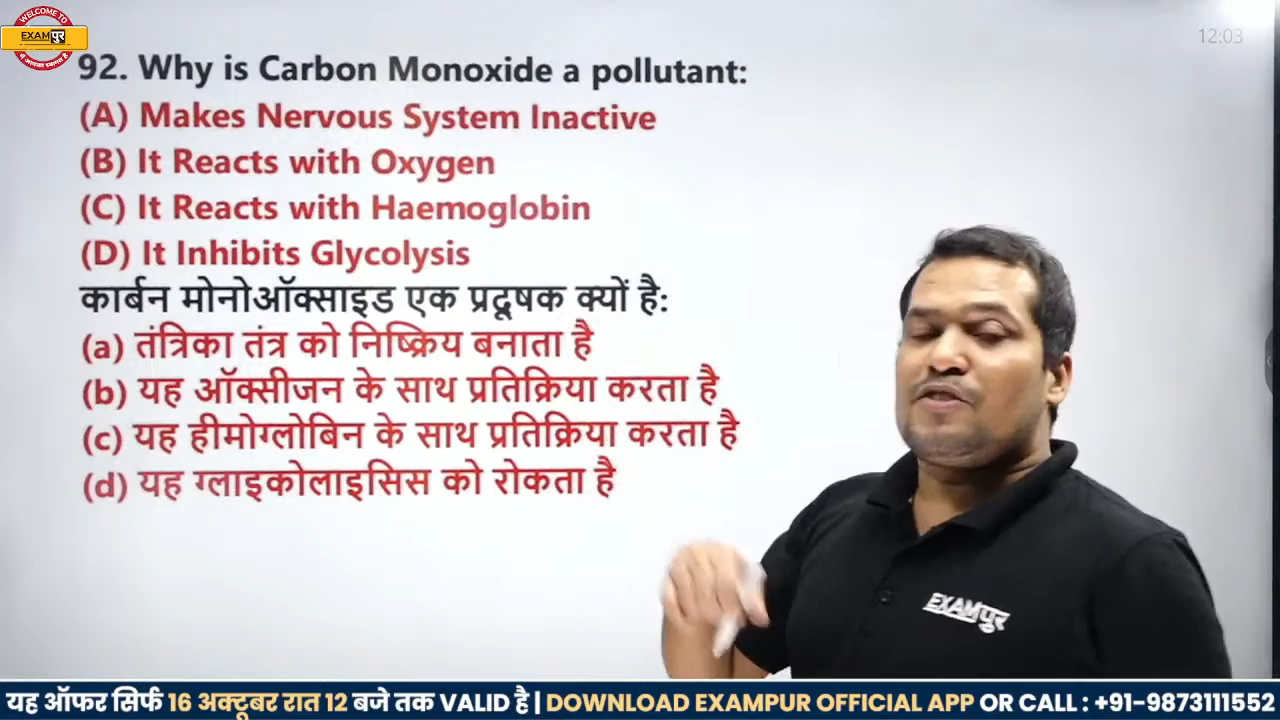 WELCOME TO
EXAMপুর
12:03
92. Why is Carbon Monoxide a pollutant:
(A) Makes Nervous System Inactive
(B) It Reacts with Oxygen
(C) It Reacts with Haemoglobin
(D) It Inhibits Glycolysis
कार्बन मोनोऑक्साइड एक प्रदूषक क्यों है:
(a) तंत्रिका तंत्र को निष्क्रिय बनाता है
(b) यह ऑक्सीजन के साथ प्रतिक्रिया करता है
(c) यह हीमोग्लोबिन के साथ प्रतिक्रिया करता है
(d) यह ग्लाइकोलाइसिस को रोकता है
EXAMपुर
यह ऑफर सिर्फ 16 अक्टूबर रात 12 बजे तक VALID है | DOWNLOAD EXAMPUR OFFICIAL APP OR CALL : +91-9873111552